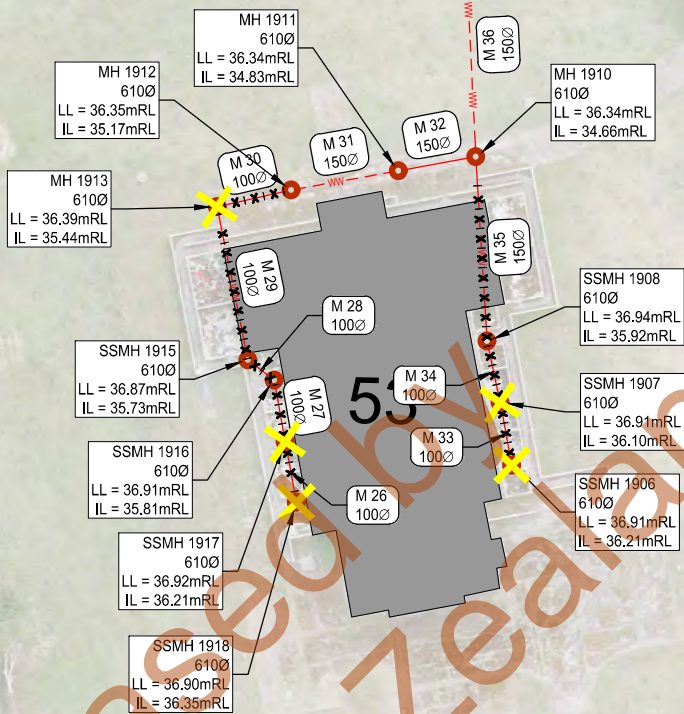 MH 1911
610Ø
LL = 36.34mRL
IL = 34.83mRL
M 36
150Ø
MH 1912
610Ø
LL = 36.35mRL
IL = 35.17mRL
MH 1910
610Ø
LL = 36.34mRL
IL = 34.66mRL
M 32
150Ø
M 31
150Ø
M 30
100Ø
MH 1913
610Ø
LL = 36.39mRL
IL = 35.44mRL
M 35
150Ø
M 29
100Ø
SSMH 1908
610Ø
LL = 36.94mRL
IL = 35.92mRL
M 28
100Ø
SSMH 1915
610Ø
LL = 36.87mRL
IL = 35.73mRL
M 34
100Ø
53
SSMH 1907
610Ø
LL = 36.91mRL
IL = 36.10mRL
M 27
100Ø
SSMH 1916
610Ø
LL = 36.91mRL
IL = 35.81mRL
M 33
100Ø
SSMH 1906
610Ø
LL = 36.91mRL
IL = 36.21mRL
M 26
100Ø
SSMH 1917
610Ø
LL = 36.92mRL
IL = 36.21mRL
SSMH 1918
610Ø
LL = 36.90mRL
IL = 36.35mRL
sed by
Zealan